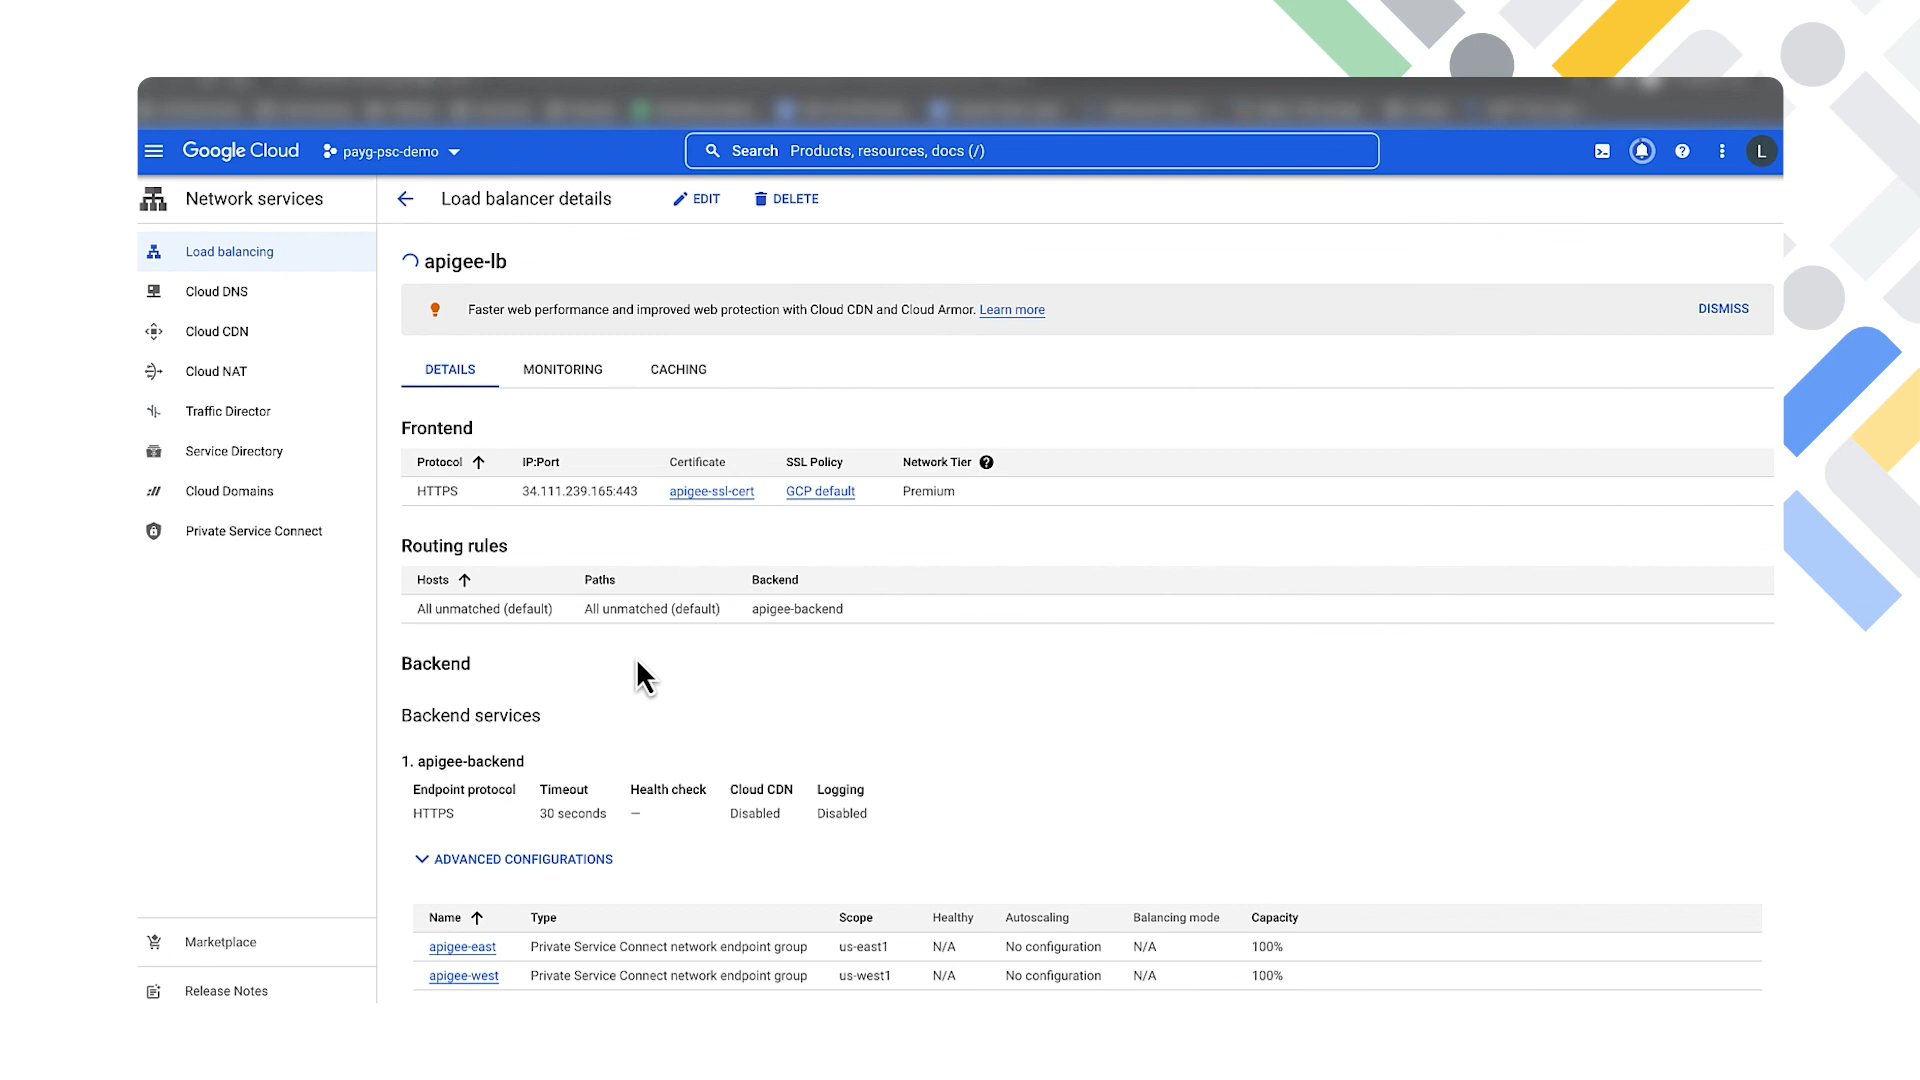 Google Cloud
payg-psc-demo
Search Products, resources, docs (/)
L
Network services
Load balancer details
EDIT
DELETE
Load balancing
Cloud DNS
Cloud CDN
Cloud NAT
Traffic Director
Service Directory
Cloud Domains
Private Service Connect
Marketplace
Release Notes
apigee-lb
Faster web performance and improved web protection with Cloud CDN and Cloud Armor. Learn more
DISMISS
DETAILS MONITORING CACHING
Frontend
Protocol IP:Port Certificate SSL Policy Network Tier
HTTPS 34.111.239.165:443 apigee-ssl-cert GCP default Premium
Routing rules
Hosts Paths Backend
All unmatched (default) All unmatched (default) apigee-backend
Backend
Backend services
1. apigee-backend
Endpoint protocol Timeout Health check Cloud CDN Logging
HTTPS 30 seconds — Disabled Disabled
ADVANCED CONFIGURATIONS
Name Type Scope Healthy Autoscaling Balancing mode Capacity
apigee-east Private Service Connect network endpoint group us-east1 N/A No configuration N/A 100%
apigee-west Private Service Connect network endpoint group us-west1 N/A No configuration N/A 100%